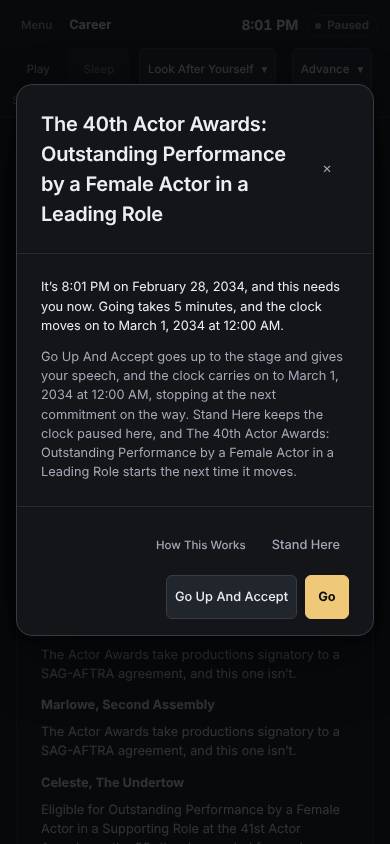 Menu Career 8:01 PM Paused
Play Sleep Look After Yourself ▾ Advance ▾
The 40th Actor Awards:
Outstanding Performance
by a Female Actor in a
Leading Role
×
It’s 8:01 PM on February 28, 2034, and this needs
you now. Going takes 5 minutes, and the clock
moves on to March 1, 2034 at 12:00 AM.
Go Up And Accept goes up to the stage and gives
your speech, and the clock carries on to March 1,
2034 at 12:00 AM, stopping at the next
commitment on the way. Stand Here keeps the
clock paused here, and The 40th Actor Awards:
Outstanding Performance by a Female Actor in a
Leading Role starts the next time it moves.
How This Works Stand Here
Go Up And Accept Go
The Actor Awards take productions signatory to a
SAG-AFTRA agreement, and this one isn’t.
Marlowe, Second Assembly
The Actor Awards take productions signatory to a
SAG-AFTRA agreement, and this one isn’t.
Celeste, The Undertow
Eligible for Outstanding Performance by a Female
Actor in a Supporting Role at the 41st Actor